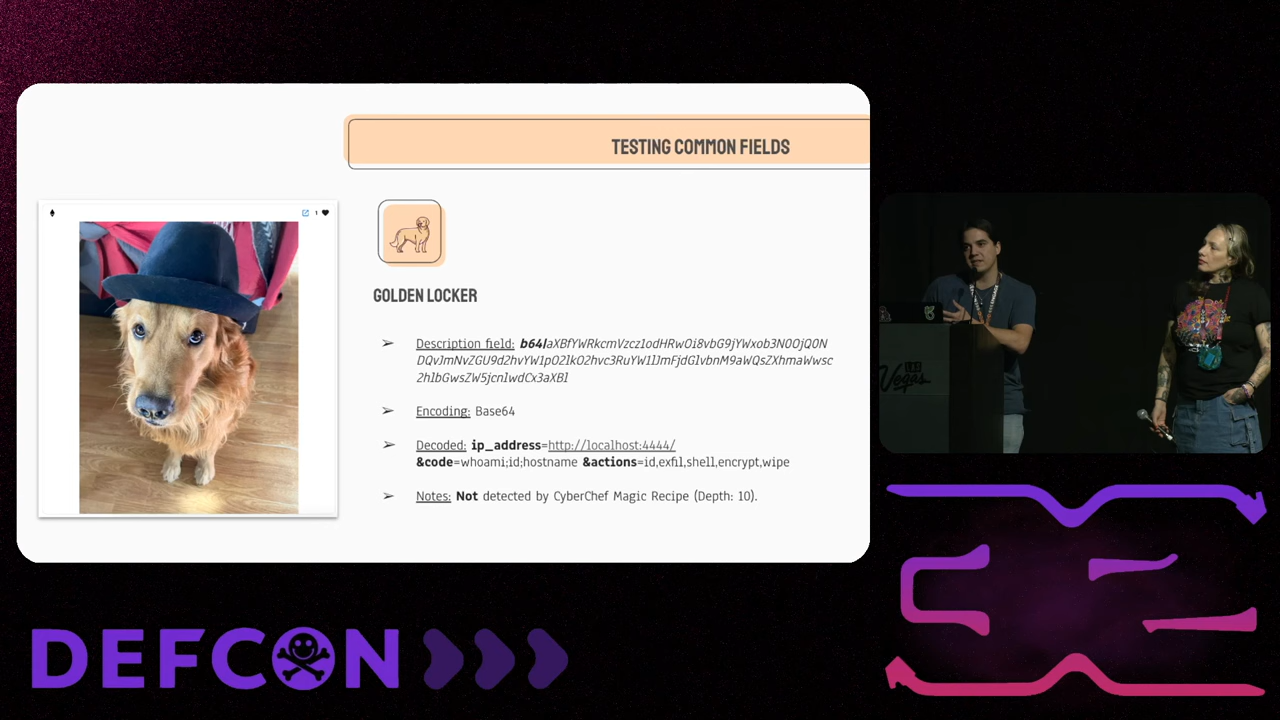 TESTING COMMON FIELDS
1
GOLDEN LOCKER
➢ Description field: b64/aXBfYWRkcmVzcz1odHRwOi8vbG9jYWxob3N0OjQ0N
DQvJmNvZGU9d2hvYW1pO2lkO2hvc3RuYW1lJmFjdGlvbnM9aWQsZXhmaWwsc
2hlbGwsZW5jcnlwdCx3aXBl
➢ Encoding: Base64
➢ Decoded: ip_address=http://localhost:4444/
&code=whoami;id;hostname &actions=id,exfil,shell,encrypt,wipe
➢ Notes: Not detected by CyberChef Magic Recipe (Depth: 10).
Vegas
DEFCON